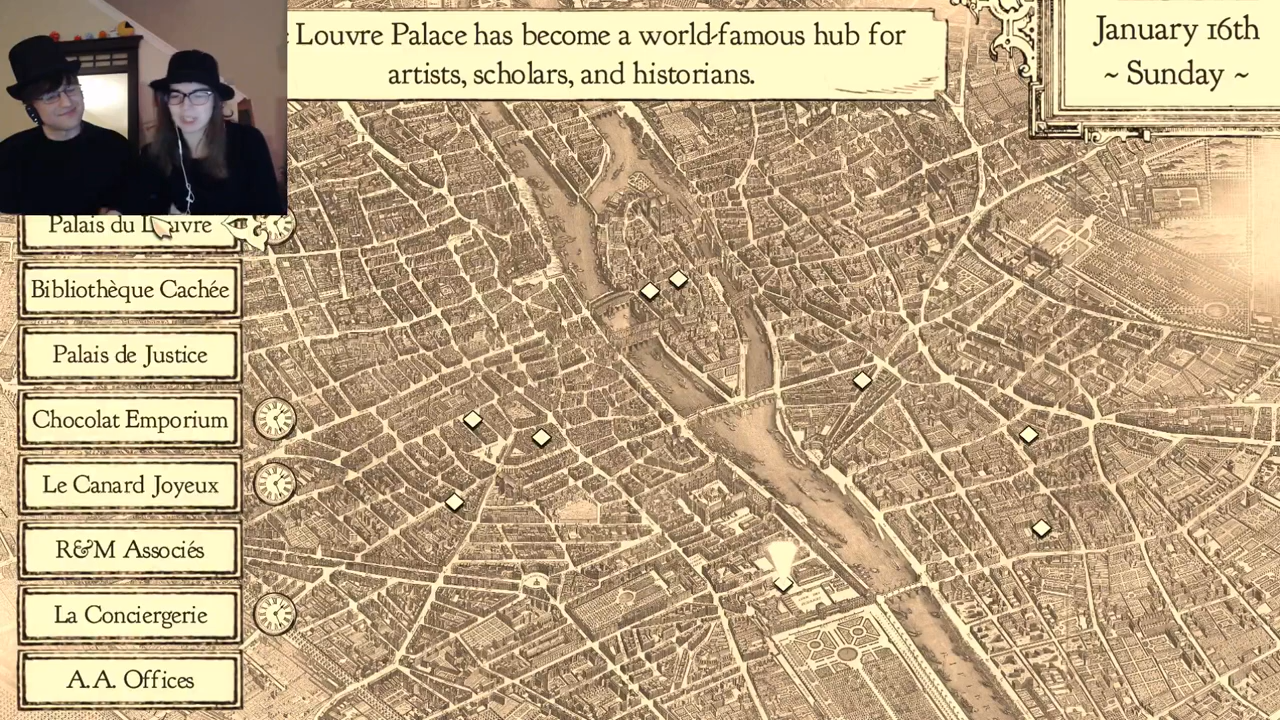 Louvre Palace has become a world-famous hub for
artists, scholars, and historians.
January 16th
~ Sunday ~
Palais du Louvre
Bibliothèque Cachée
Palais de Justice
Chocolat Emporium
Le Canard Joyeux
R&M Associés
La Conciergerie
A.A. Offices